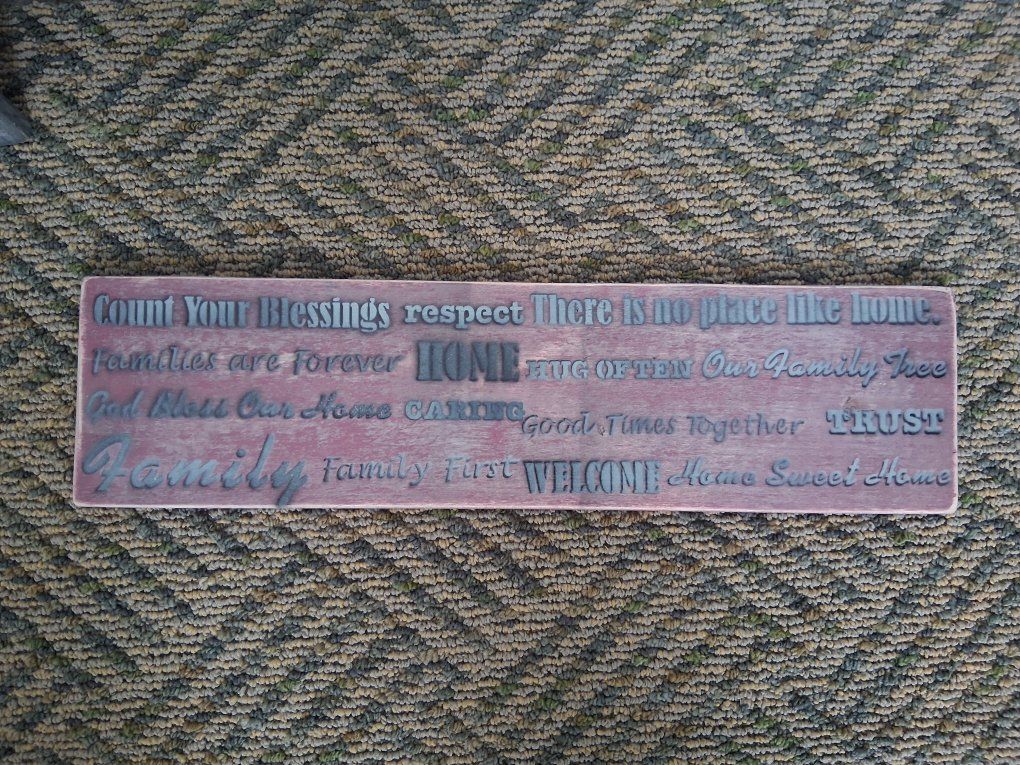 Count Your Blessings respect There is no place like home.
Families are Forever HOME HUG OFTEN Our Family Tree
God Bless Our Home CARING Good Times Together TRUST
Family Family First WELCOME Home Sweet Home